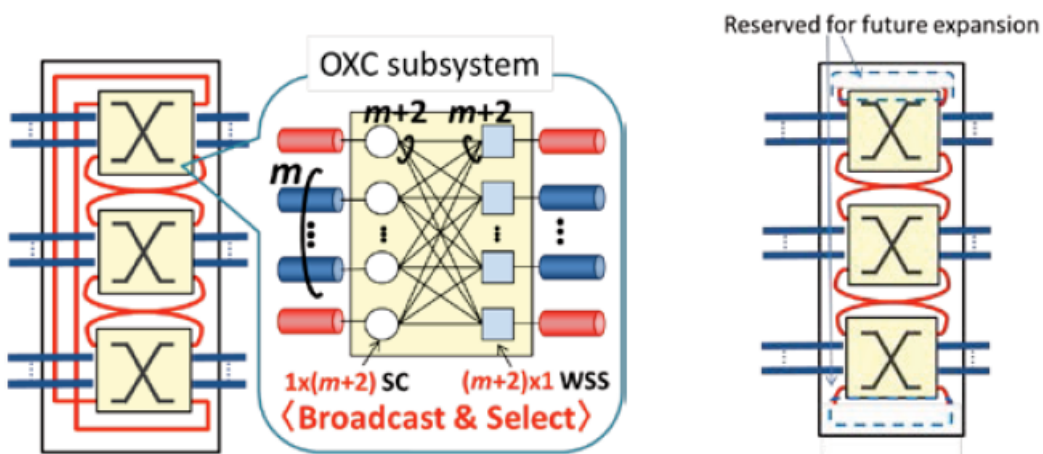 OXC subsystem
m+2 m+2
m
1x(m+2) SC
(m+2)x1 WSS
〈Broadcast & Select〉
Reserved for future expansion